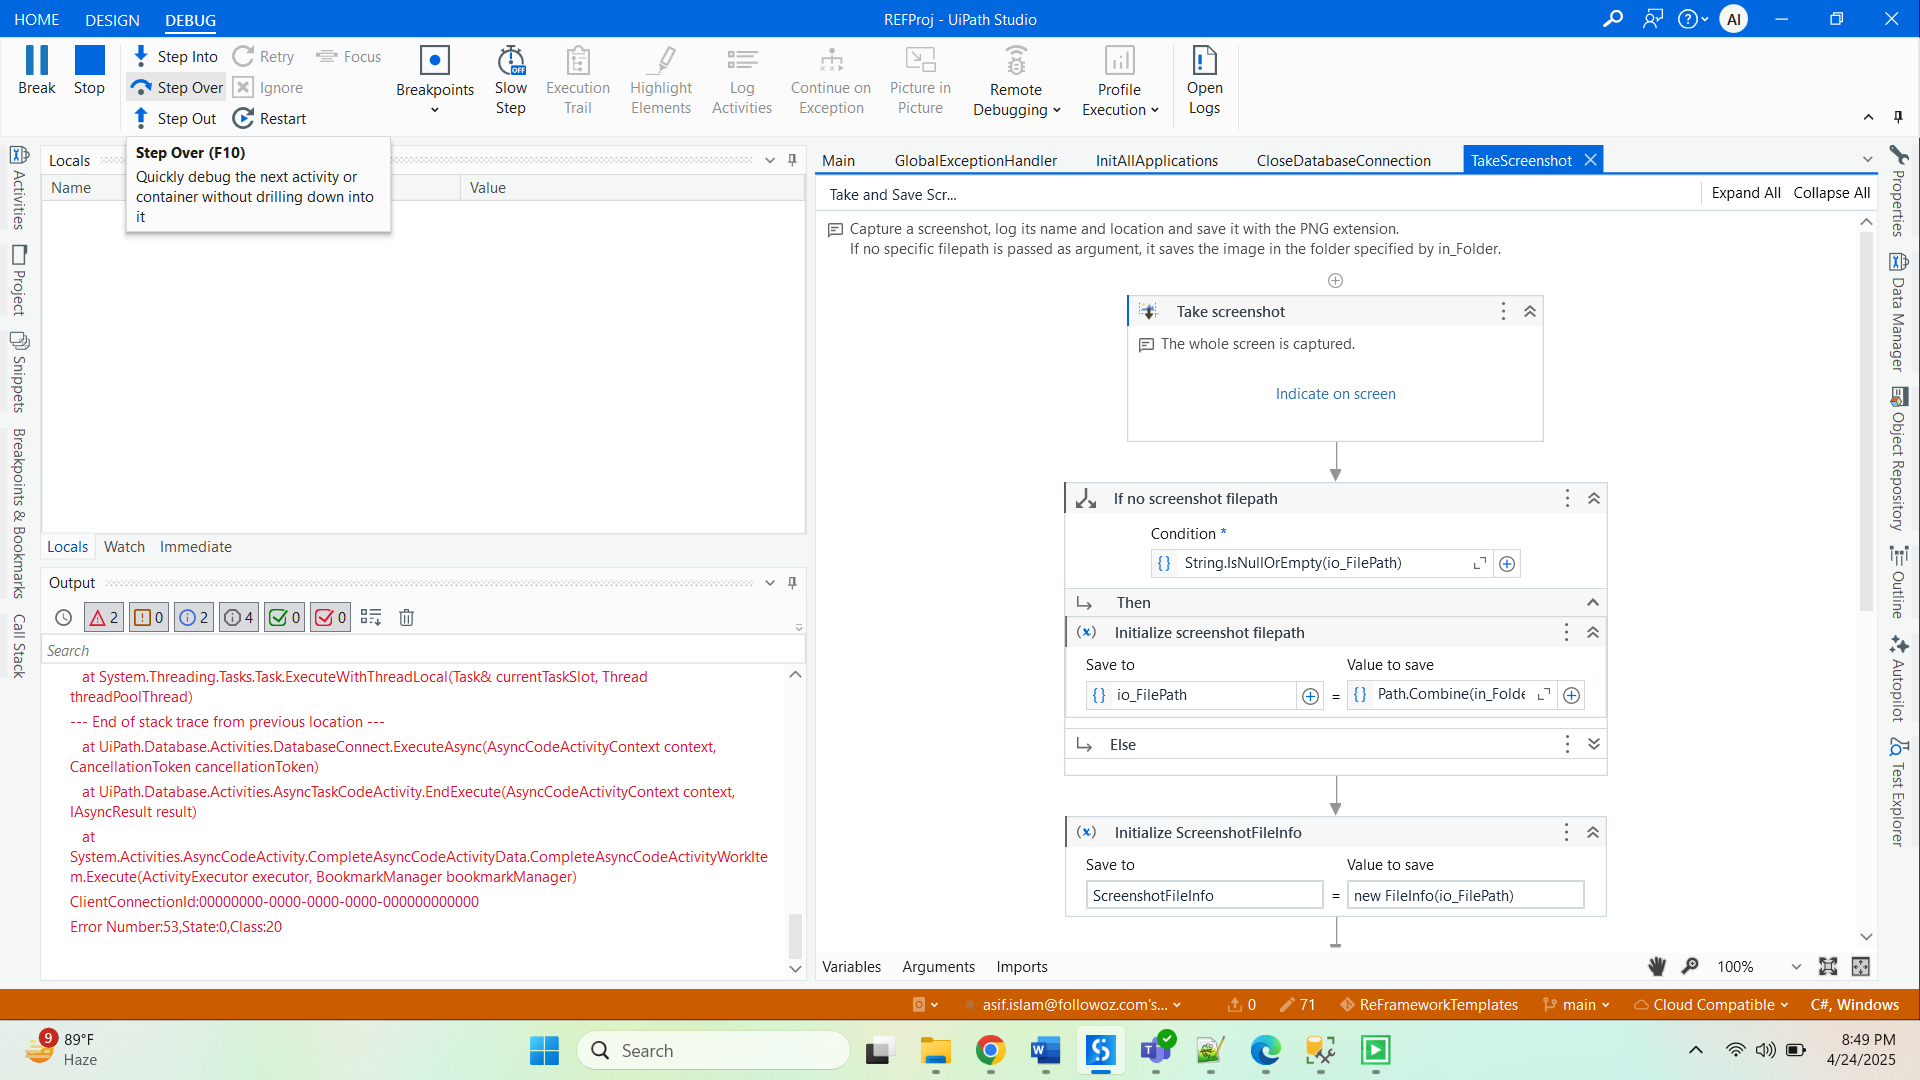 HOME
DESIGN
DEBUG
REFProj - UiPath Studio
AI
Break
Stop
Step Into
Step Over
Step Out
Retry
Ignore
Restart
Focus
Breakpoints
OFF
Slow
Step
Execution
Trail
Highlight
Elements
Log
Activities
Continue on
Exception
Picture in
Picture
Remote
Debugging
Profile
Execution
Open
Logs
Step Over (F10)
Quickly debug the next activity or
container without drilling down into
it
Activities
Project
Snippets
Breakpoints & Bookmarks
Call Stack
Locals
Name
Value
Locals
Watch
Immediate
Output
2
0
2
4
0
0
Search
at System.Threading.Tasks.Task.ExecuteWithThreadLocal(Task& currentTaskSlot, Thread
threadPoolThread)
--- End of stack trace from previous location ---
at UiPath.Database.Activities.DatabaseConnect.ExecuteAsync(AsyncCodeActivityContext context,
CancellationToken cancellationToken)
at UiPath.Database.Activities.AsyncTaskCodeActivity.EndExecute(AsyncCodeActivityContext context,
IAsyncResult result)
at
System.Activities.AsyncCodeActivity.CompleteAsyncCodeActivityData.CompleteAsyncCodeActivityWorkIte
m.Execute(ActivityExecutor executor, BookmarkManager bookmarkManager)
ClientConnectionId:00000000-0000-0000-0000-000000000000
Error Number:53,State:0,Class:20
Main
GlobalExceptionHandler
InitAllApplications
CloseDatabaseConnection
TakeScreenshot
Take and Save Scr...
Expand All
Collapse All
Capture a screenshot, log its name and location and save it with the PNG extension.
If no specific filepath is passed as argument, it saves the image in the folder specified by in_Folder.
Take screenshot
The whole screen is captured.
Indicate on screen
If no screenshot filepath
Condition *
String.IsNullOrEmpty(io_FilePath)
Then
Initialize screenshot filepath
Save to
Value to save
io_FilePath
=
Path.Combine(in_Folde
Else
Initialize ScreenshotFileInfo
Save to
Value to save
ScreenshotFileInfo
=
new FileInfo(io_FilePath)
Variables
Arguments
Imports
100%
Properties
Data Manager
Object Repository
Outline
Autopilot
Test Explorer
asif.islam@followoz.com's...
0
71
ReFrameworkTemplates
main
Cloud Compatible
C#, Windows
9
89°F
Haze
Search
8:49 PM
4/24/2025